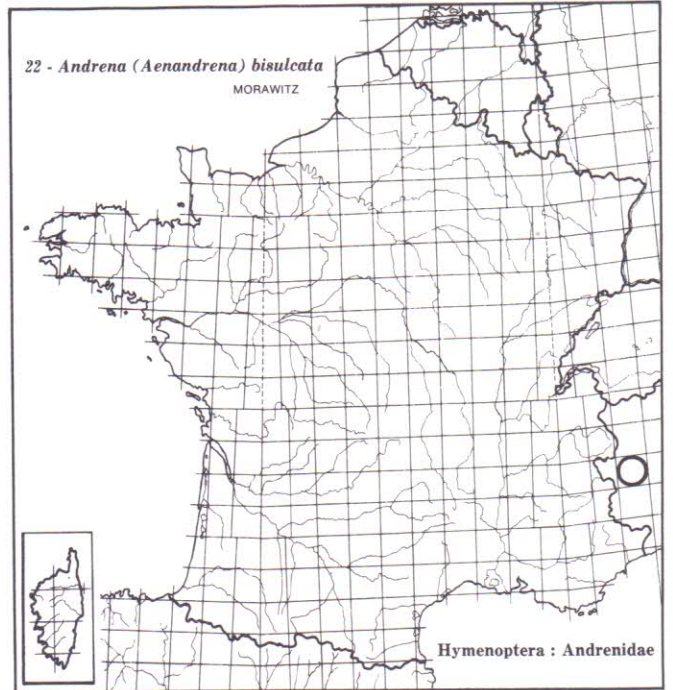 22 - Andrena (Aenandrena) bisulcata
MORAWITZ
Hymenoptera : Andrenidae